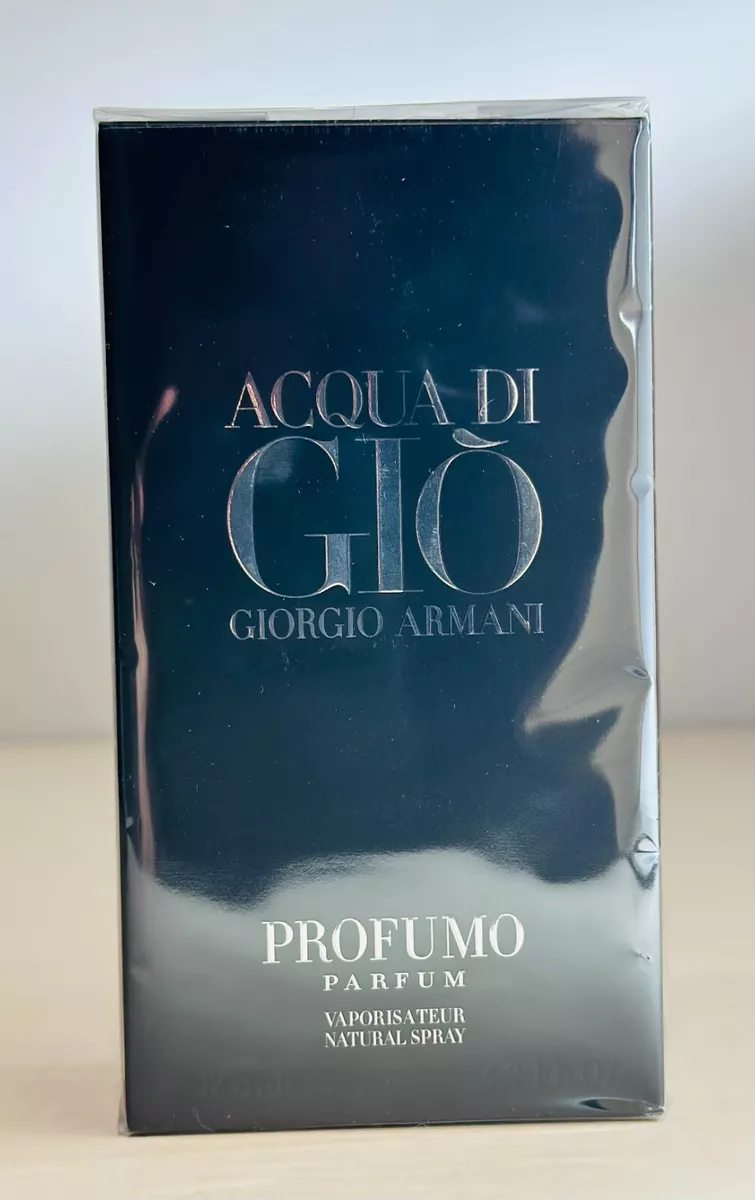 ACQUA DI
GIÒ
GIORGIO ARMANI
PROFUMO
PARFUM
VAPORISATEUR
NATURAL SPRAY